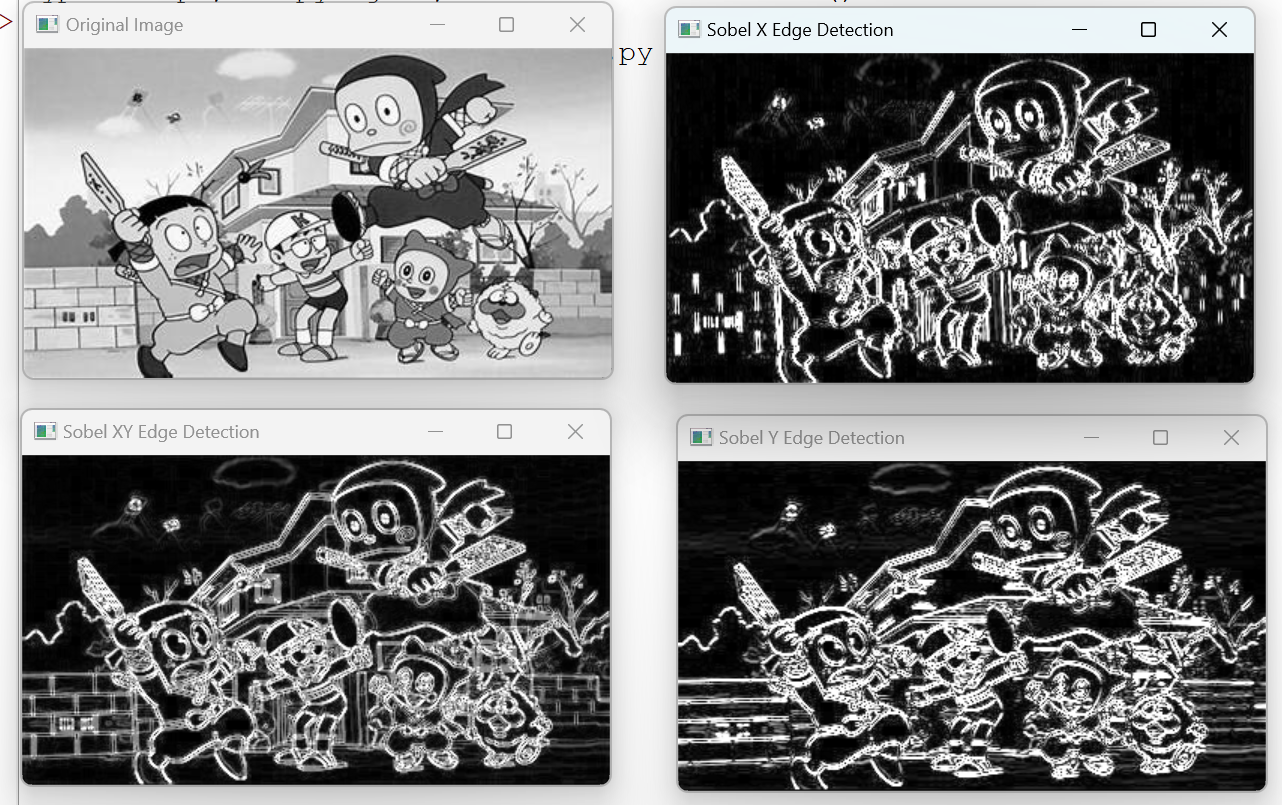 Original Image
Sobel X Edge Detection
.py
Sobel XY Edge Detection
Sobel Y Edge Detection